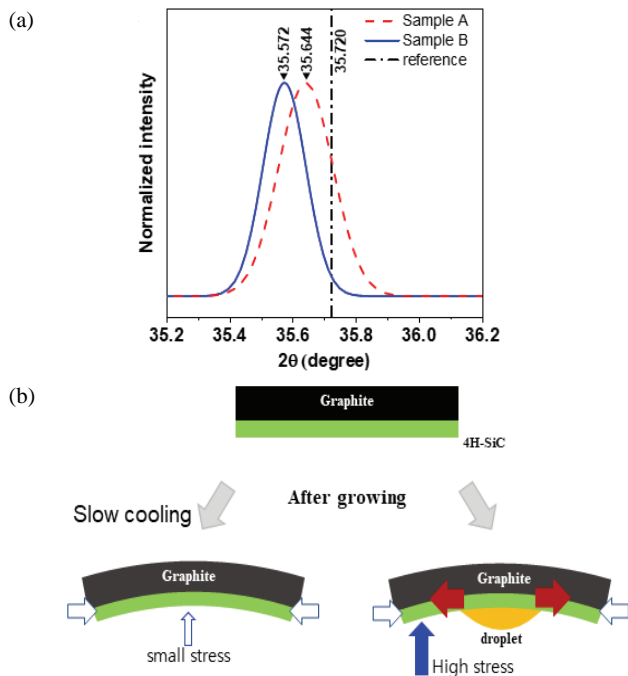 (a)
Sample A
Sample B
reference
35.572
35.644
35.720
Normalized intensity
35.2 35.4 35.6 35.8 36.0 36.2
2θ (degree)
(b)
Graphite
4H-SiC
After growing
Slow cooling
Graphite
Graphite
droplet
small stress
High stress